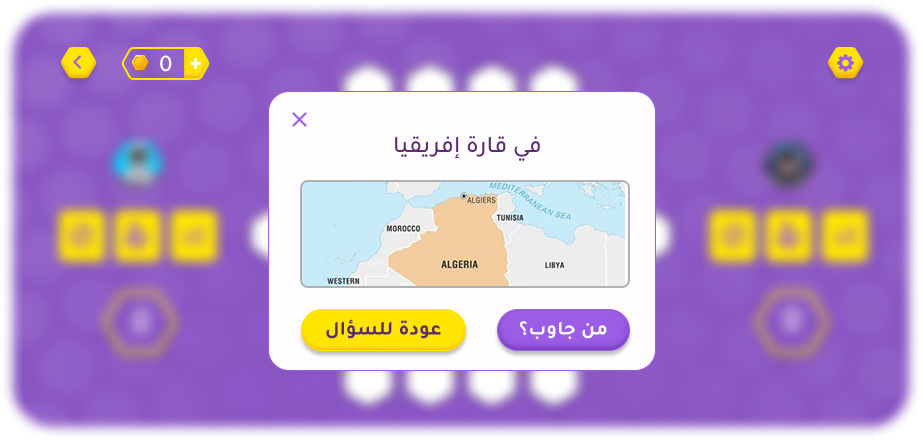 0
في قارة إفريقيا
MEDITERRANEAN SEA
ALGIERS
TUNISIA
MOROCCO
ALGERIA
LIBYA
WESTERN
من جاوب؟
عودة للسؤال